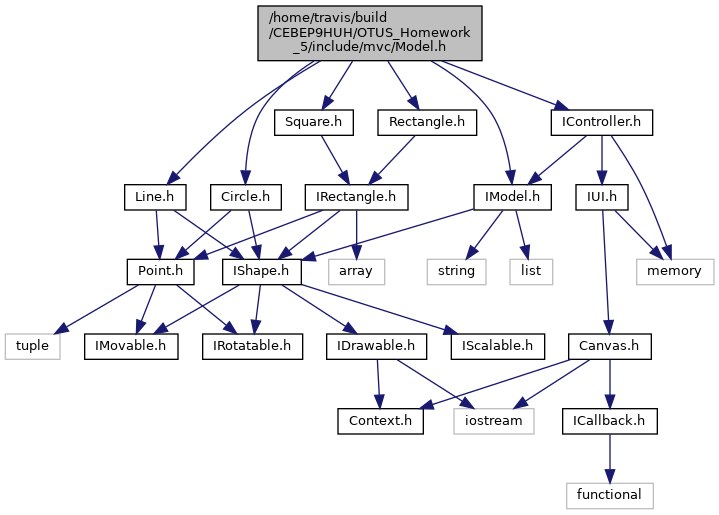 /home/travis/build
/CEBEP9HUH/OTUS_Homework
_5/include/mvc/Model.h
Square.h
Rectangle.h
IController.h
Line.h
Circle.h
IRectangle.h
IModel.h
IUI.h
Point.h
IShape.h
array
string
list
memory
tuple
IMovable.h
IRotatable.h
IDrawable.h
IScalable.h
Canvas.h
Context.h
iostream
ICallback.h
functional